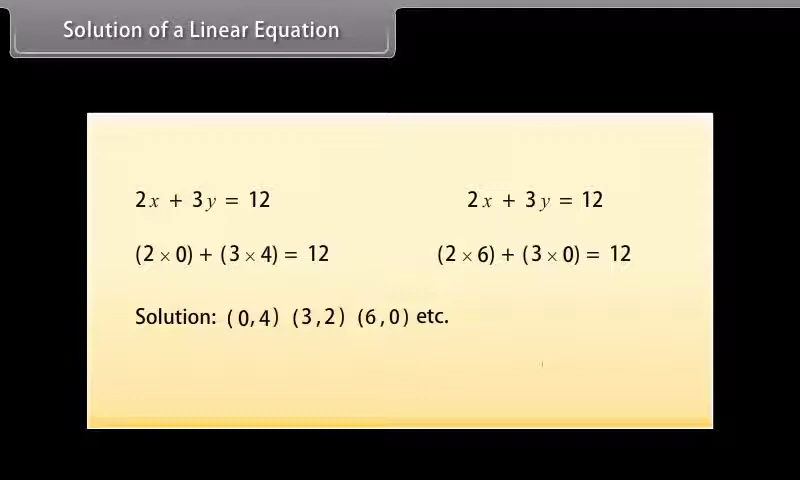 Solution of a Linear Equation
2x + 3y = 12 2x + 3y = 12
(2 × 0) + (3 × 4) = 12 (2 × 6) + (3 × 0) = 12
Solution: (0,4) (3,2) (6,0) etc.